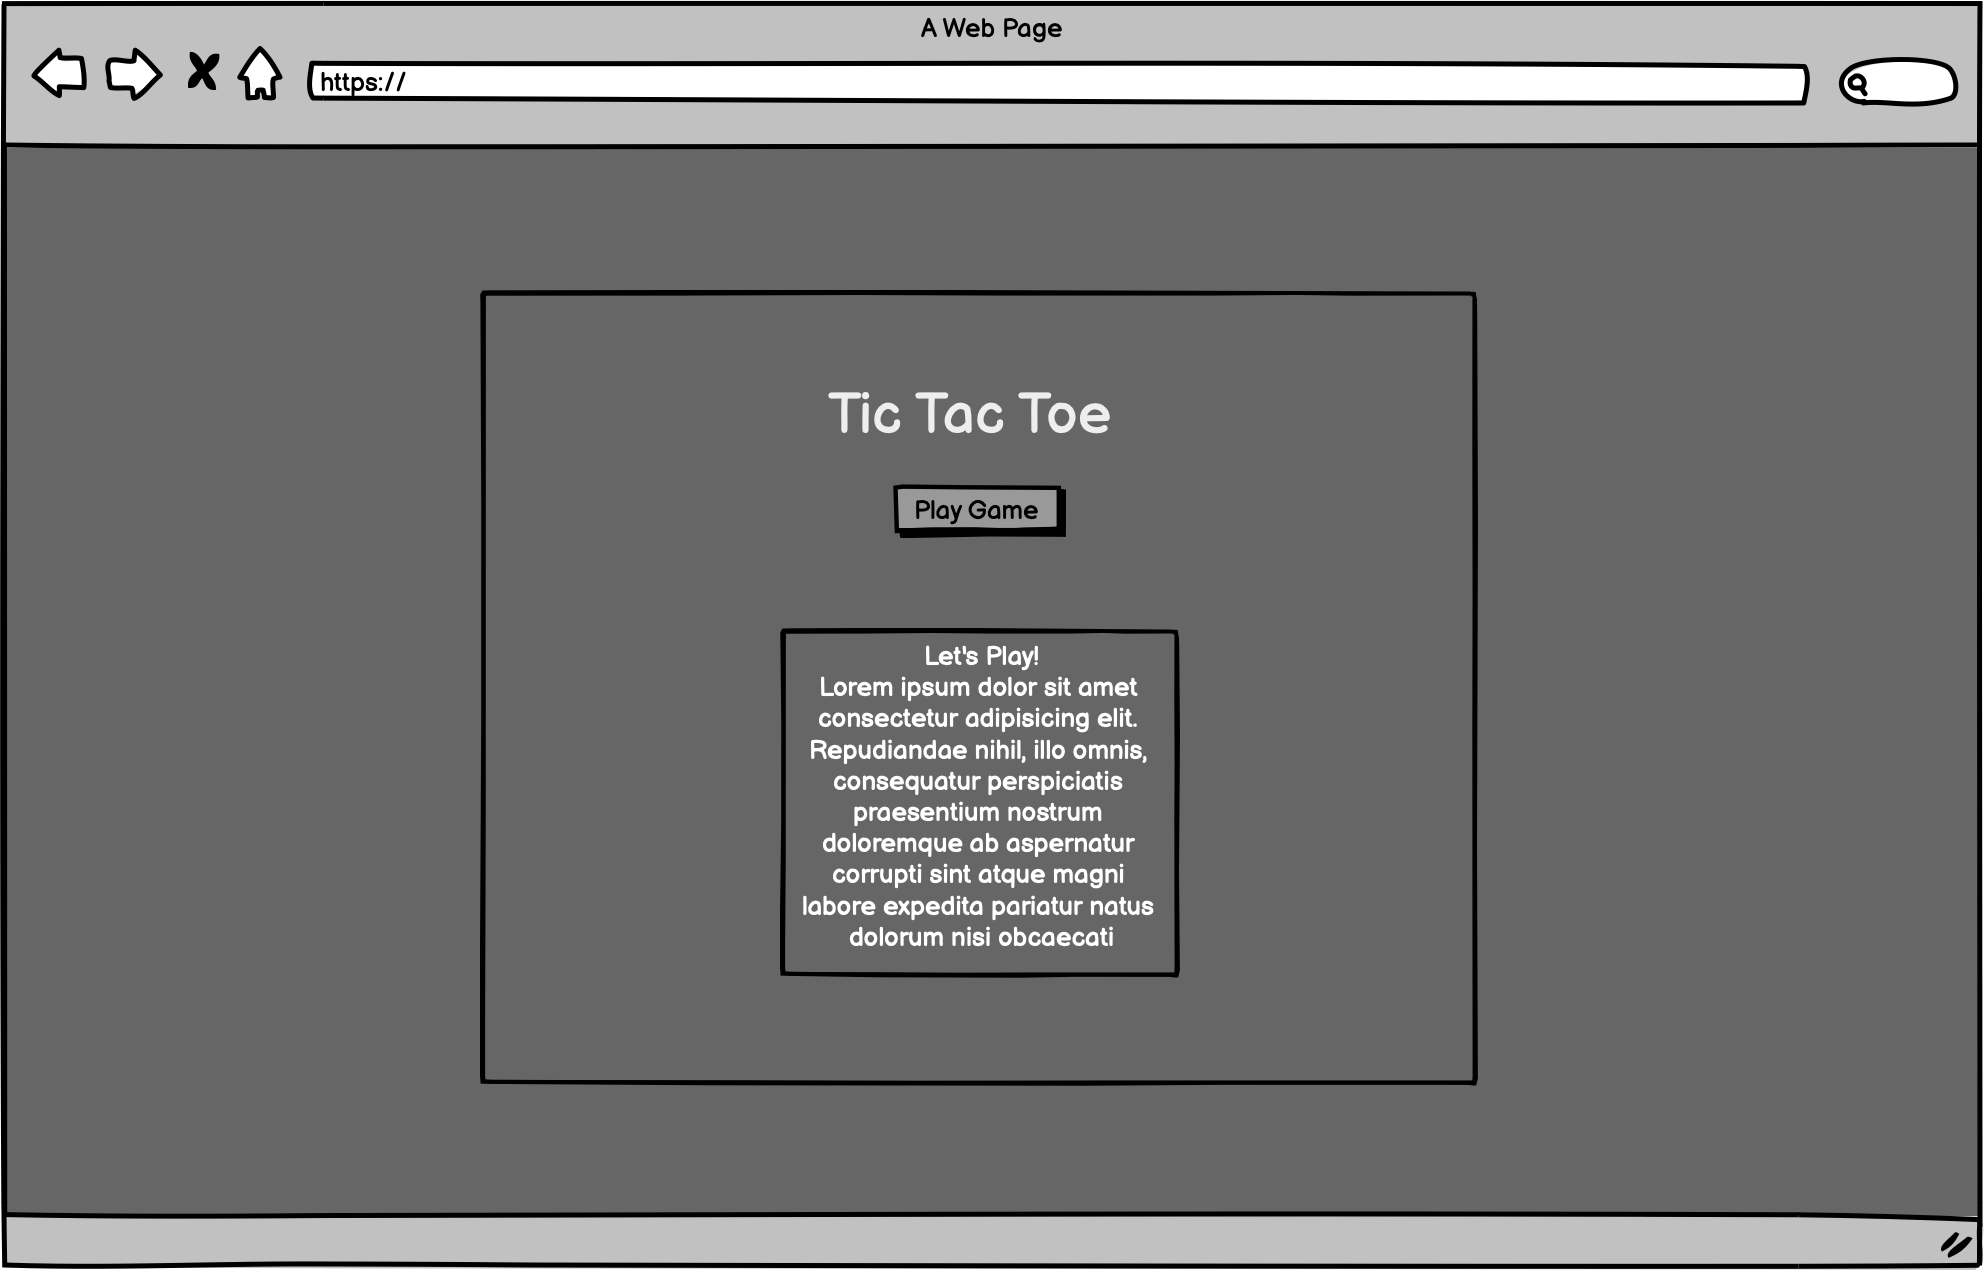 A Web Page
https://
Tic Tac Toe
Play Game
Let's Play!
Lorem ipsum dolor sit amet
consectetur adipisicing elit.
Repudiandae nihil, illo omnis,
consequatur perspiciatis
praesentium nostrum
doloremque ab aspernatur
corrupti sint atque magni
labore expedita pariatur natus
dolorum nisi obcaecati